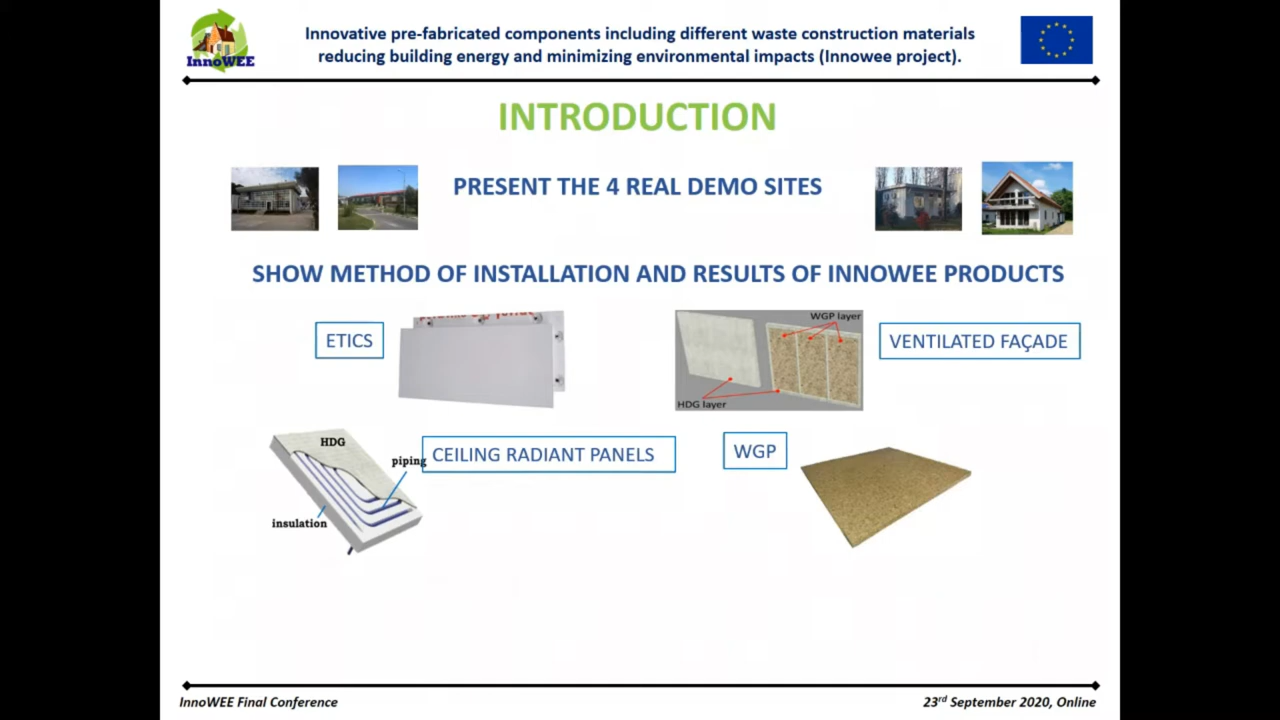 InnoWEE
Innovative pre-fabricated components including different waste construction materials
reducing building energy and minimizing environmental impacts (Innowee project).
INTRODUCTION
PRESENT THE 4 REAL DEMO SITES
SHOW METHOD OF INSTALLATION AND RESULTS OF INNOWEE PRODUCTS
ETICS
WGP layer
HDG layer
VENTILATED FAÇADE
HDG
piping
insulation
CEILING RADIANT PANELS
WGP
InnoWEE Final Conference
23rd September 2020, Online